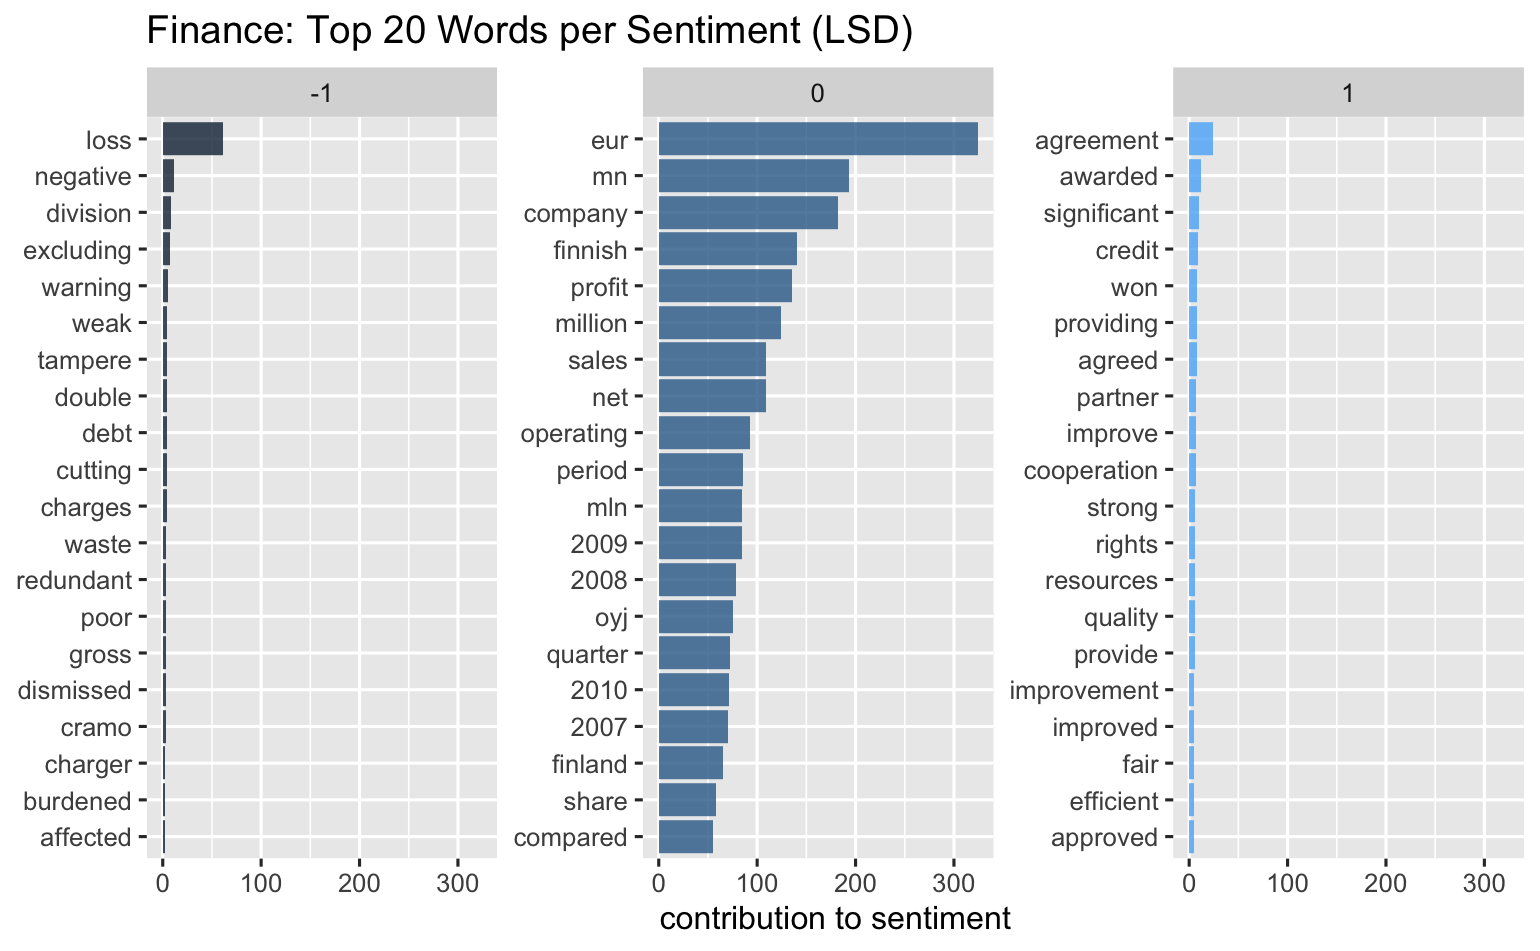 Finance: Top 20 Words per Sentiment (LSD)
-1
loss
negative
division
excluding
warning
weak
tampere
double
debt
cutting
charges
waste
redundant
poor
gross
dismissed
cramo
charger
burdened
affected
0 100 200 300
0
eur
mn
company
finnish
profit
million
sales
net
operating
period
mln
2009
2008
oyj
quarter
2010
2007
finland
share
compared
0 100 200 300
1
agreement
awarded
significant
credit
won
providing
agreed
partner
improve
cooperation
strong
rights
resources
quality
provide
improvement
improved
fair
efficient
approved
0 100 200 300
contribution to sentiment